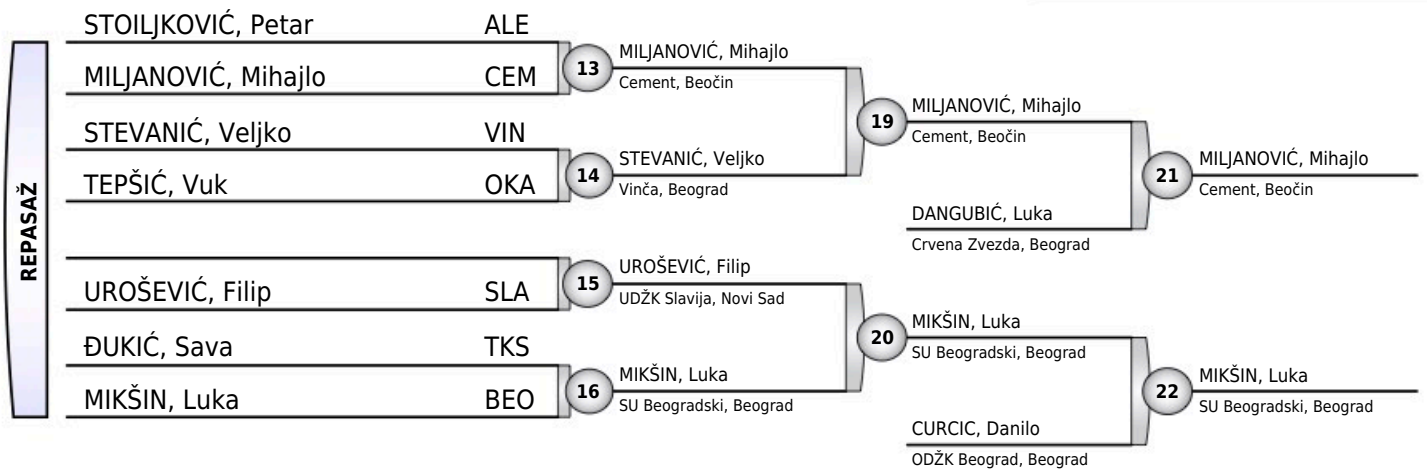 REPASAŽ
STOILJKOVIĆ, Petar ALE
MILJANOVIĆ, Mihajlo CEM
STEVANIĆ, Veljko VIN
TEPŠIĆ, Vuk OKA
UROŠEVIĆ, Filip SLA
ĐUKIĆ, Sava TKS
MIKŠIN, Luka BEO
13
MILJANOVIĆ, Mihajlo
Cement, Beočin
14
STEVANIĆ, Veljko
Vinča, Beograd
15
UROŠEVIĆ, Filip
UDŽK Slavija, Novi Sad
16
MIKŠIN, Luka
SU Beogradski, Beograd
19
MILJANOVIĆ, Mihajlo
Cement, Beočin
DANGUBIĆ, Luka
Crvena Zvezda, Beograd
20
MIKŠIN, Luka
SU Beogradski, Beograd
CURCIC, Danilo
ODŽK Beograd, Beograd
21
MILJANOVIĆ, Mihajlo
Cement, Beočin
22
MIKŠIN, Luka
SU Beogradski, Beograd